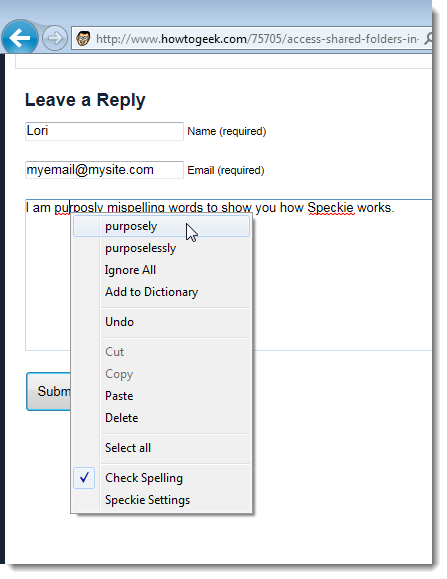 http://www.howtogeek.com/75705/access-shared-folders-in-
Leave a Reply
Lori Name (required)
myemail@mysite.com Email (required)
I am purposly mispelling words to show you how Speckie works.
purposely
purposelessly
Ignore All
Add to Dictionary
Undo
Cut
Copy
Paste
Delete
Select all
Check Spelling
Speckie Settings
Subm